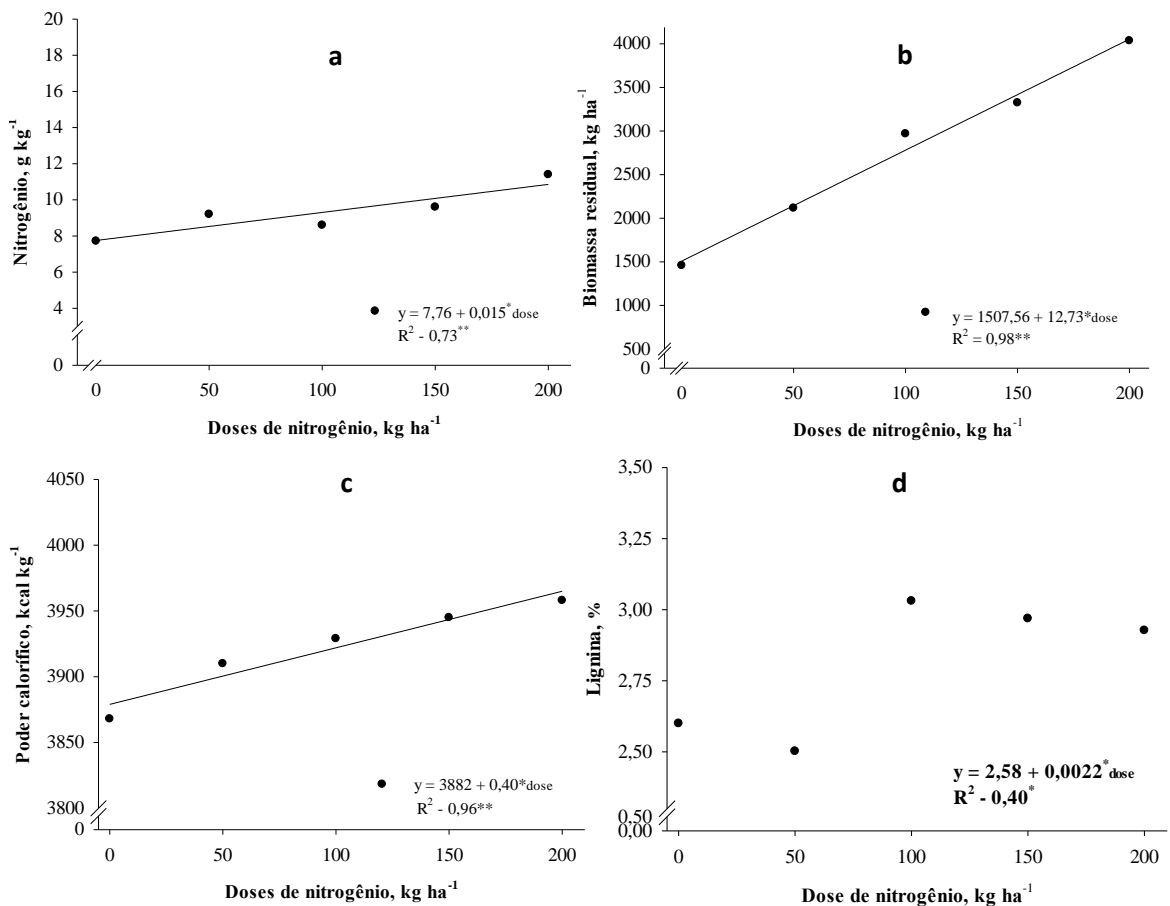 a
20
18
16
14
12
10
8
6
4
0
Nitrogênio, g kg⁻¹
y = 7,76 + 0,015*dose
R² - 0,73**
0 50 100 150 200
Doses de nitrogênio, kg ha⁻¹
b
4000
3500
3000
2500
2000
1500
1000
500
0
Biomassa residual, kg ha⁻¹
y = 1507,56 + 12,73*dose
R² = 0,98**
0 50 100 150 200
Doses de nitrogênio, kg ha⁻¹
c
4050
4000
3950
3900
3850
3800
0
Poder calorífico, kcal kg⁻¹
y = 3882 + 0,40*dose
R² - 0,96**
0 50 100 150 200
Doses de nitrogênio, kg ha⁻¹
d
3,50
3,25
3,00
2,75
2,50
0,50
0,00
Lignina, %
y = 2,58 + 0,0022*dose
R² - 0,40*
0 50 100 150 200
Dose de nitrogênio, kg ha⁻¹